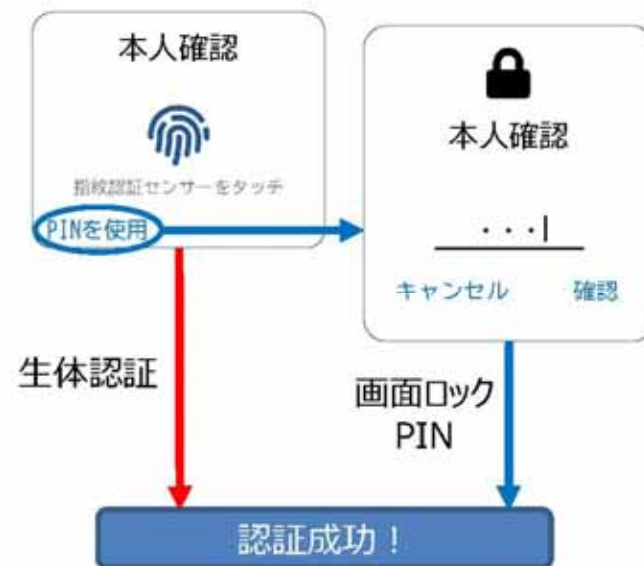 本人確認
指紋認証センサーをタッチ
PINを使用
本人確認
・・・|
キャンセル
確認
生体認証
画面ロック
PIN
認証成功!